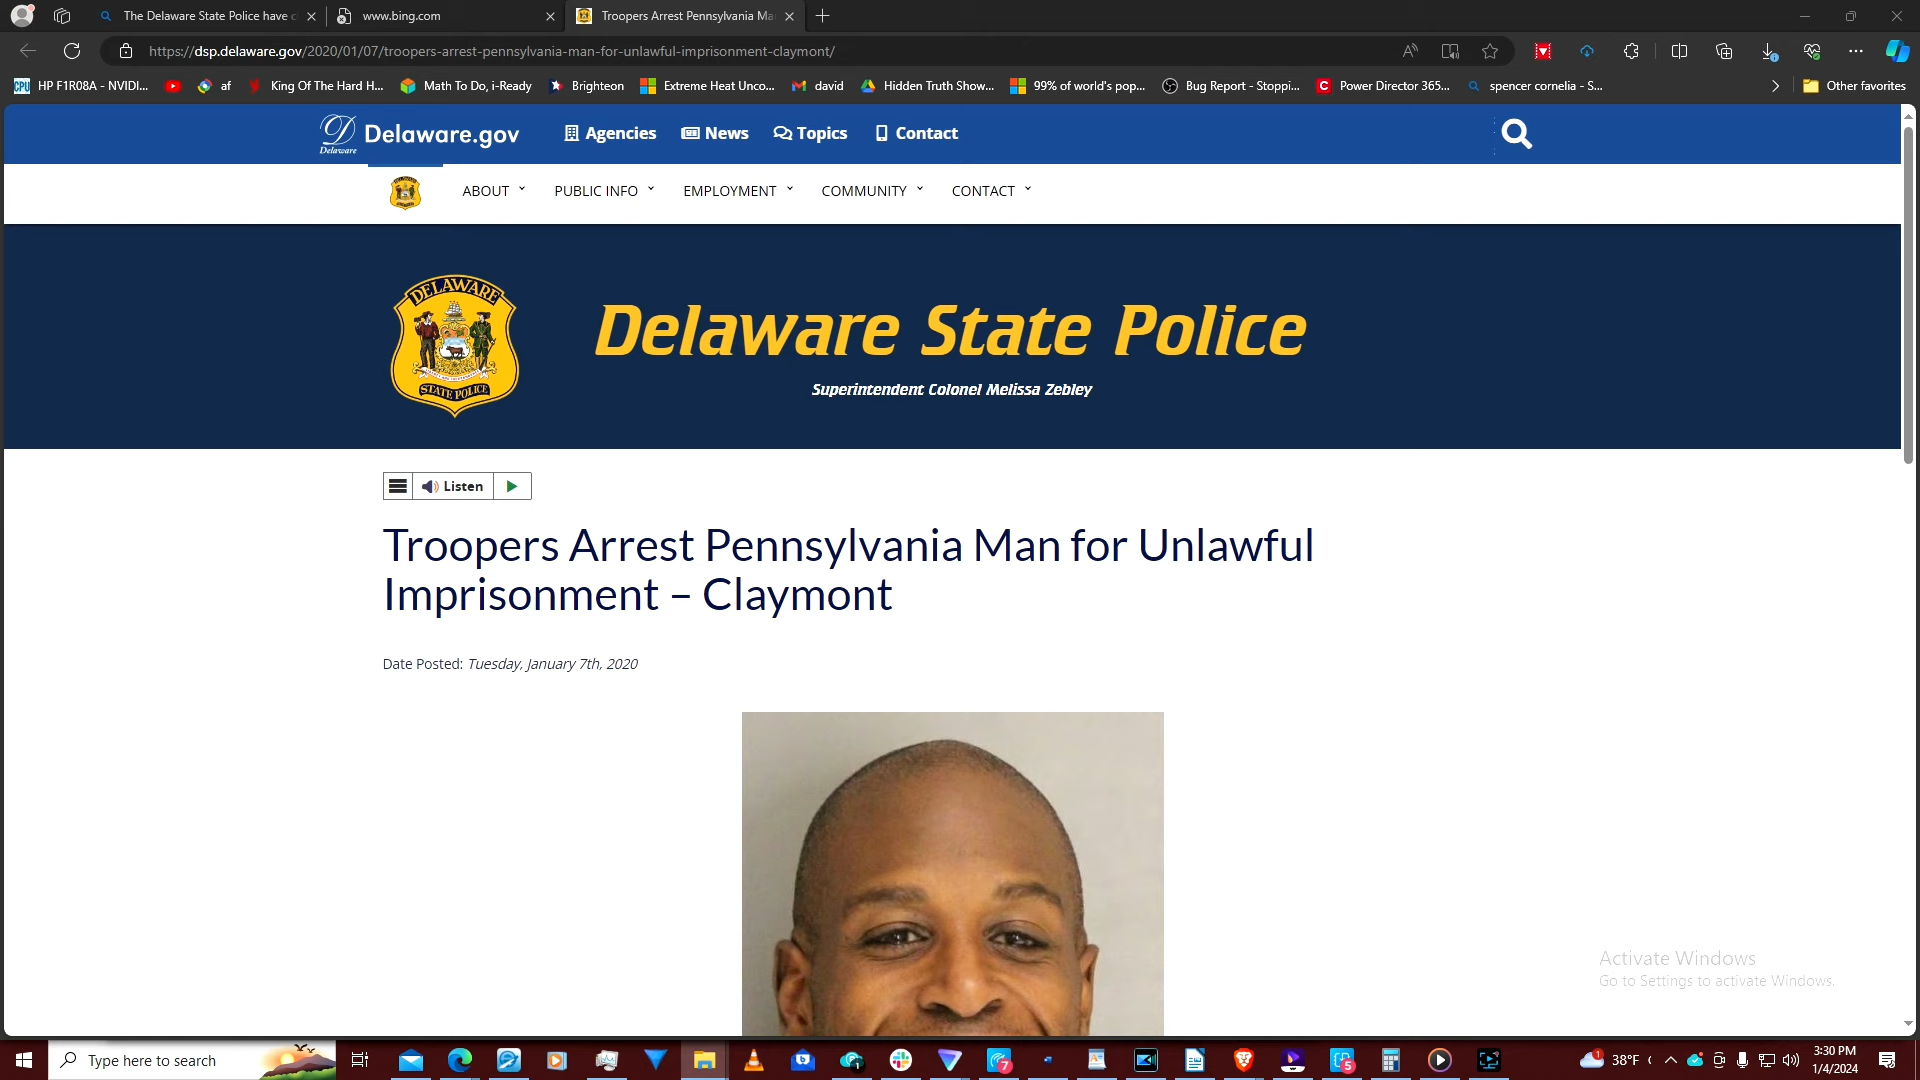 The Delaware State Police have c
www.bing.com
Troopers Arrest Pennsylvania Ma
https://dsp.delaware.gov/2020/01/07/troopers-arrest-pennsylvania-man-for-unlawful-imprisonment-claymont/
HP F1R08A - NVIDI...
af
King Of The Hard H...
Math To Do, i-Ready
Brighteon
Extreme Heat Unco...
david
Hidden Truth Show...
99% of world's pop...
Bug Report - Stoppi...
Power Director 365...
spencer cornelia - S...
Other favorites
Delaware
Delaware.gov
Agencies
News
Topics
Contact
ABOUT
PUBLIC INFO
EMPLOYMENT
COMMUNITY
CONTACT
DELAWARE
STATE POLICE
Delaware State Police
Superintendent Colonel Melissa Zebley
Listen
Troopers Arrest Pennsylvania Man for Unlawful
Imprisonment – Claymont
Date Posted: Tuesday, January 7th, 2020
Activate Windows
Go to Settings to activate Windows.
Type here to search
38°F
3:30 PM
1/4/2024